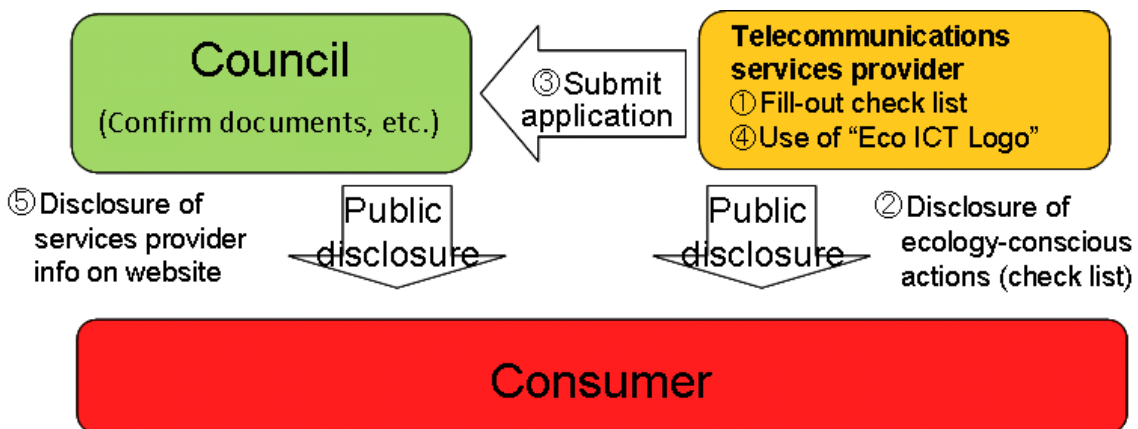 Council
(Confirm documents, etc.)
③Submit
application
Telecommunications
services provider
①Fill-out check list
④Use of “Eco ICT Logo”
⑤Disclosure of
services provider
info on website
Public
disclosure
Public
disclosure
②Disclosure of
ecology-conscious
actions (check list)
Consumer